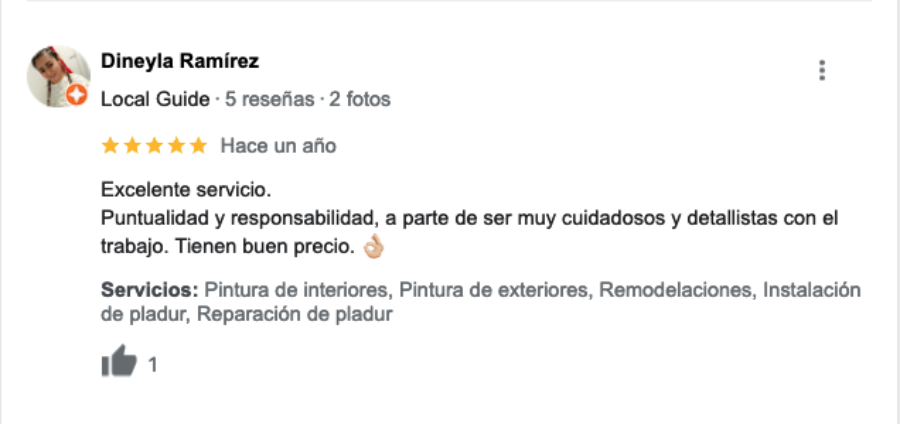 Dineyla Ramírez
Local Guide · 5 reseñas · 2 fotos
Hace un año
Excelente servicio.
Puntualidad y responsabilidad, a parte de ser muy cuidadosos y detallistas con el
trabajo. Tienen buen precio. 👌🏼
Servicios: Pintura de interiores, Pintura de exteriores, Remodelaciones, Instalación
de pladur, Reparación de pladur
1